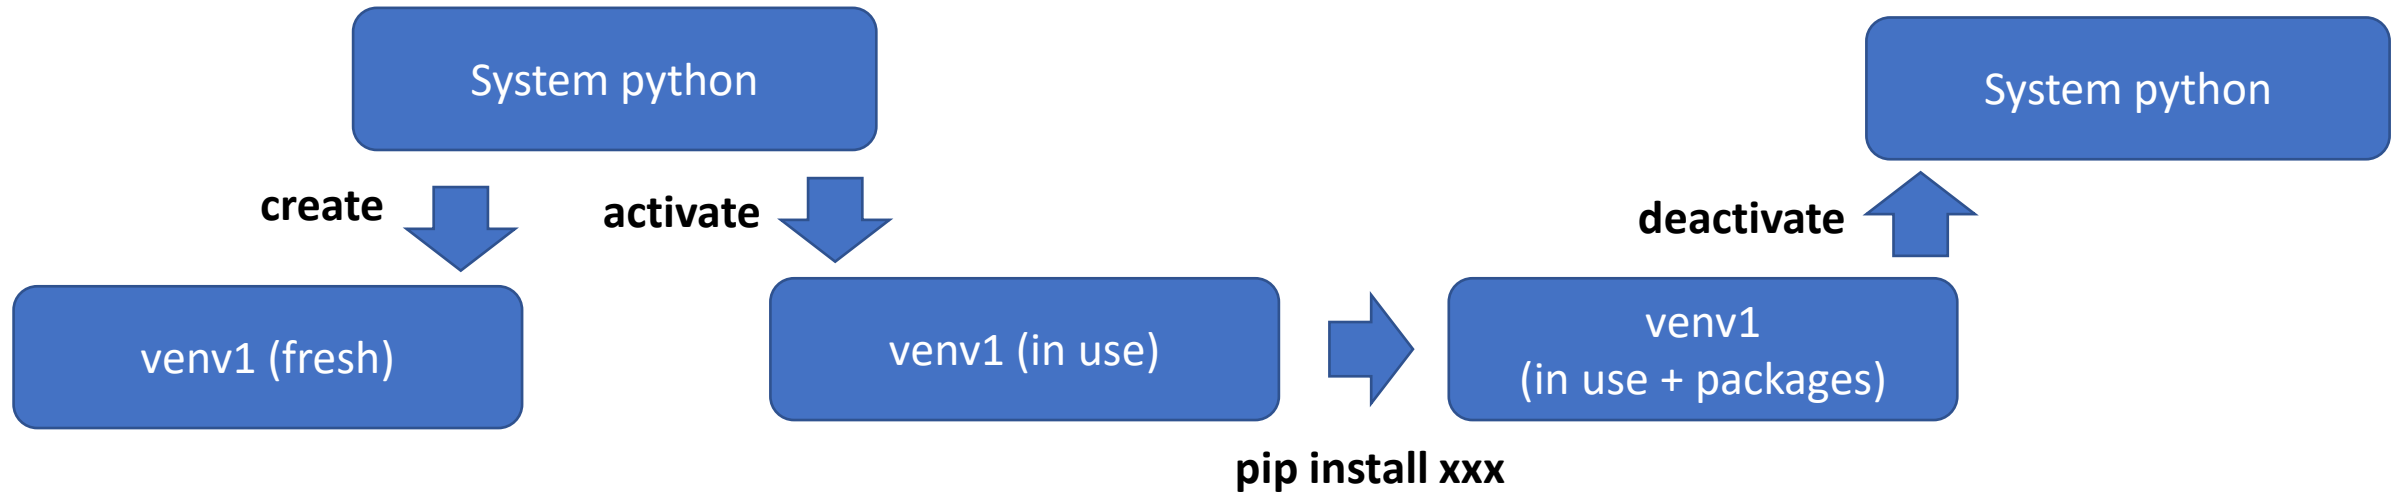 System python
System python
create
activate
deactivate
venv1 (fresh)
venv1 (in use)
venv1
(in use + packages)
pip install xxx